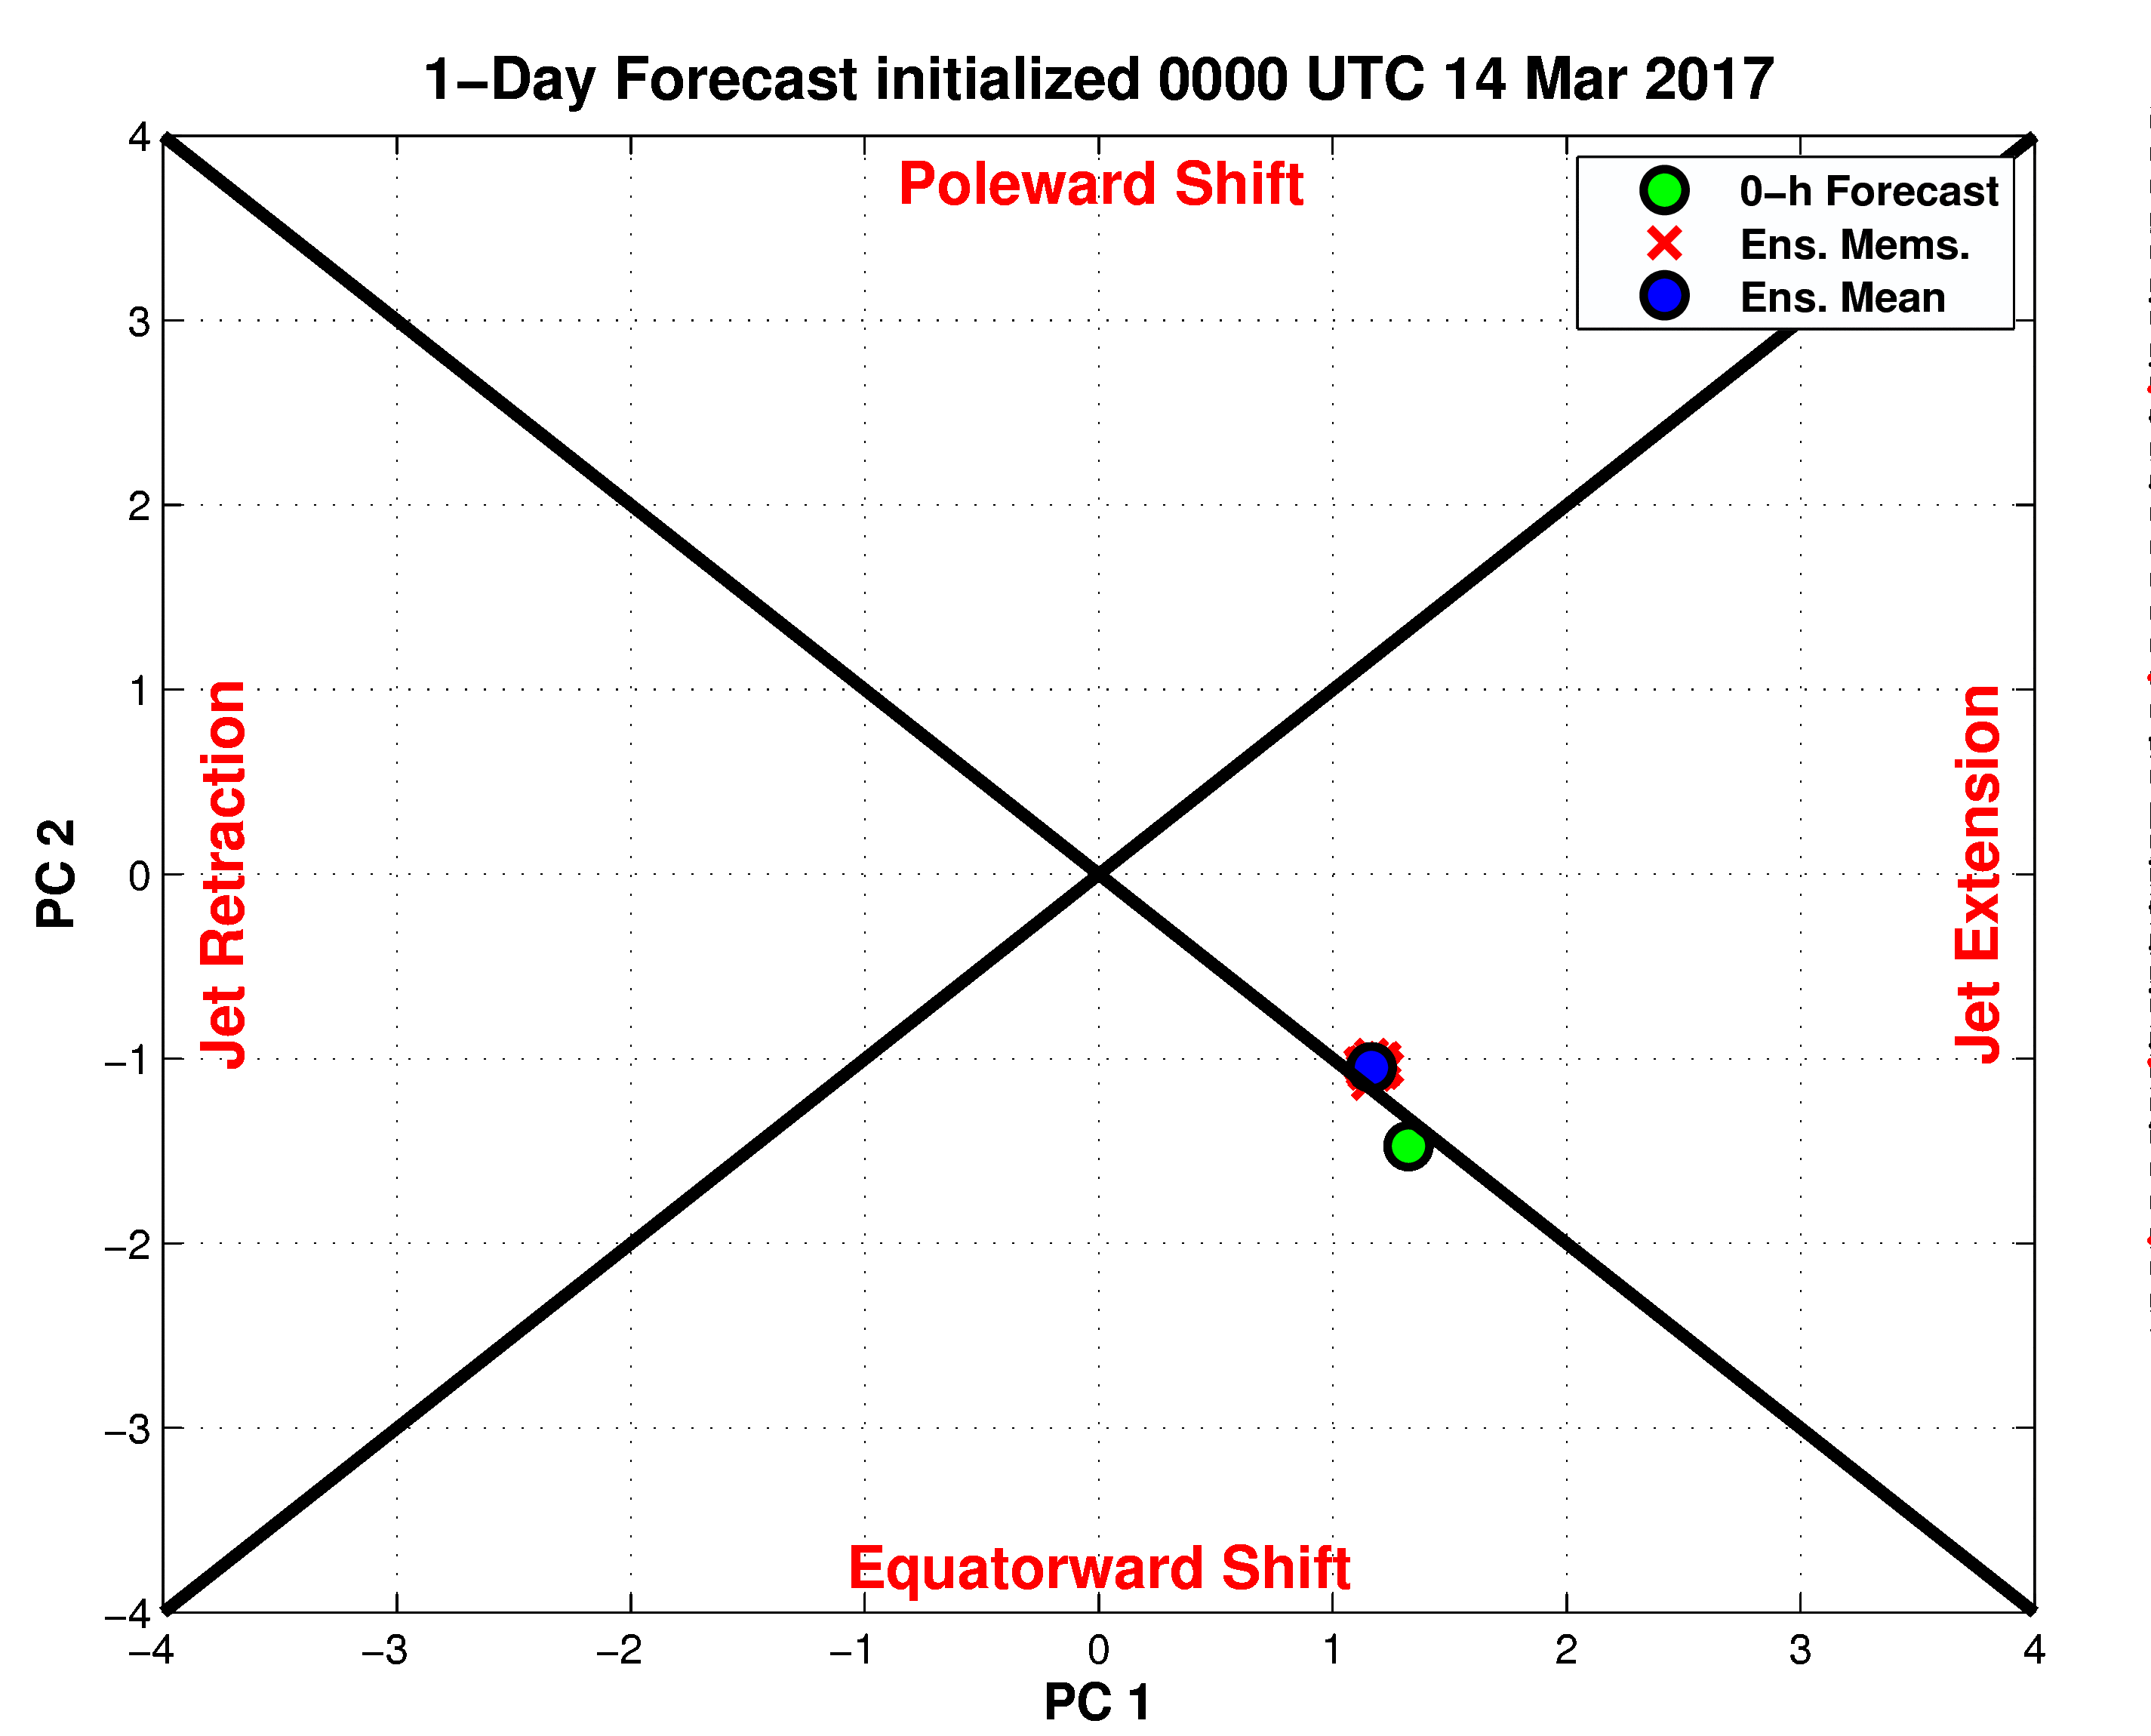 1−Day Forecast initialized 0000 UTC 14 Mar 2017
Poleward Shift
0−h Forecast
Ens. Mems.
Ens. Mean
4
3
2
1
0
−1
−2
−3
−4
PC 2
Jet Retraction
Jet Extension
Equatorward Shift
−4 −3 −2 −1 0 1 2 3 4
PC 1